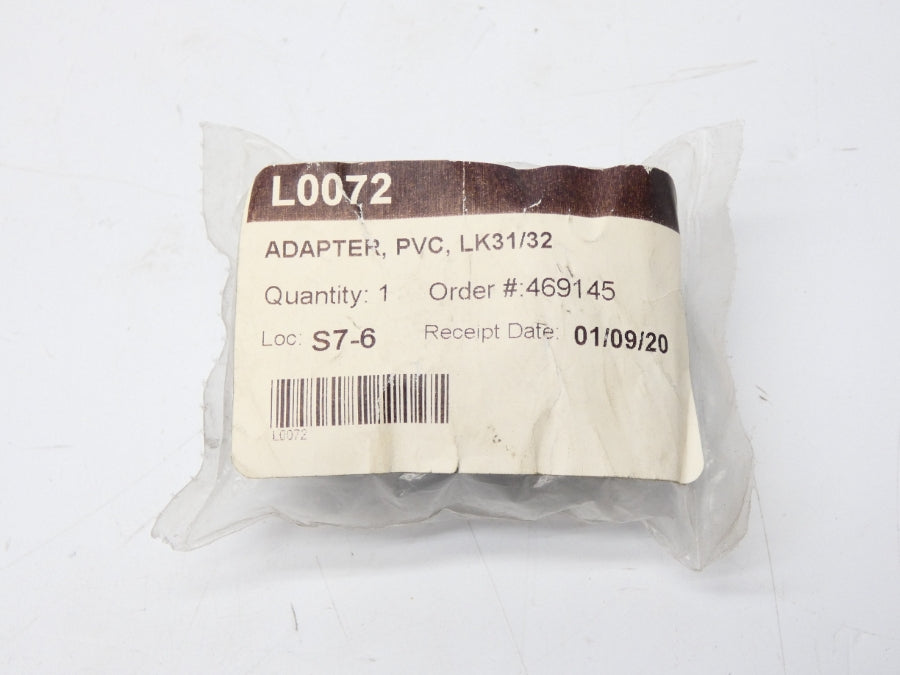 L0072
ADAPTER, PVC, LK31/32
Quantity: 1 Order #:469145
Loc: S7-6 Receipt Date: 01/09/20
L0072